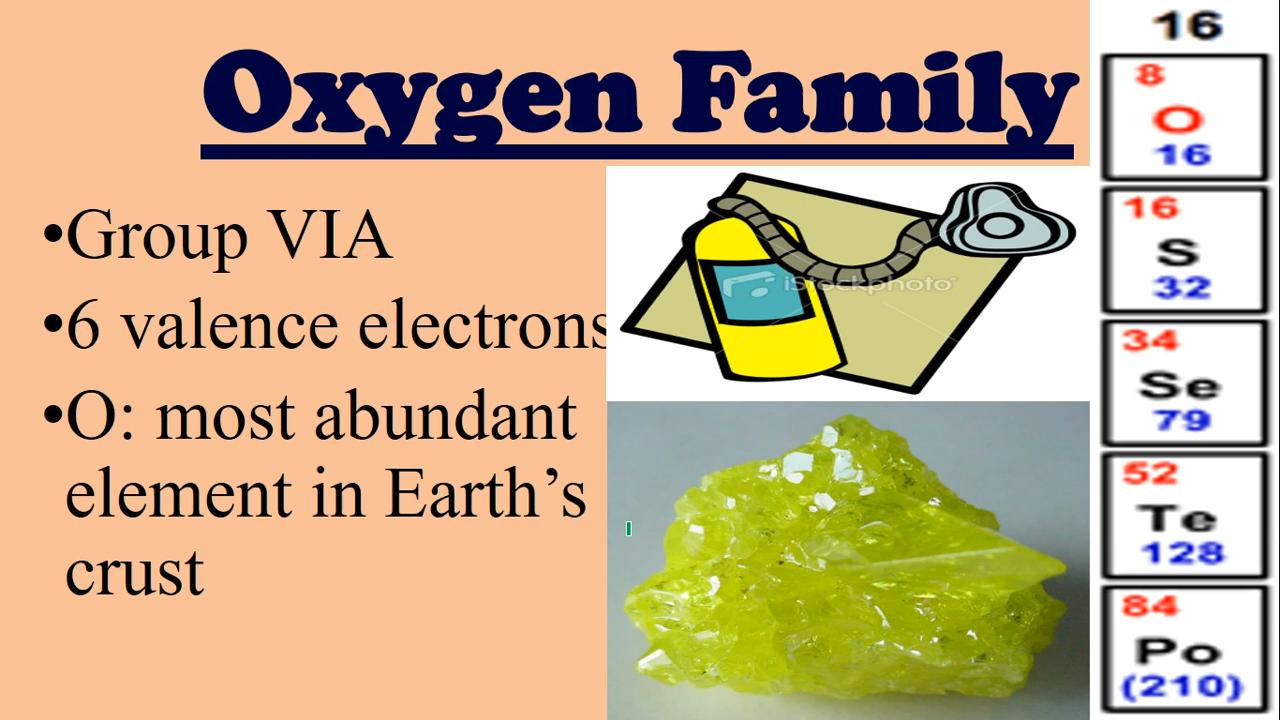 Oxygen Family
•Group VIA
•6 valence electrons
•O: most abundant
element in Earth’s
crust
iStockphoto
16
8
O
16
16
S
32
34
Se
79
52
Te
128
84
Po
(210)